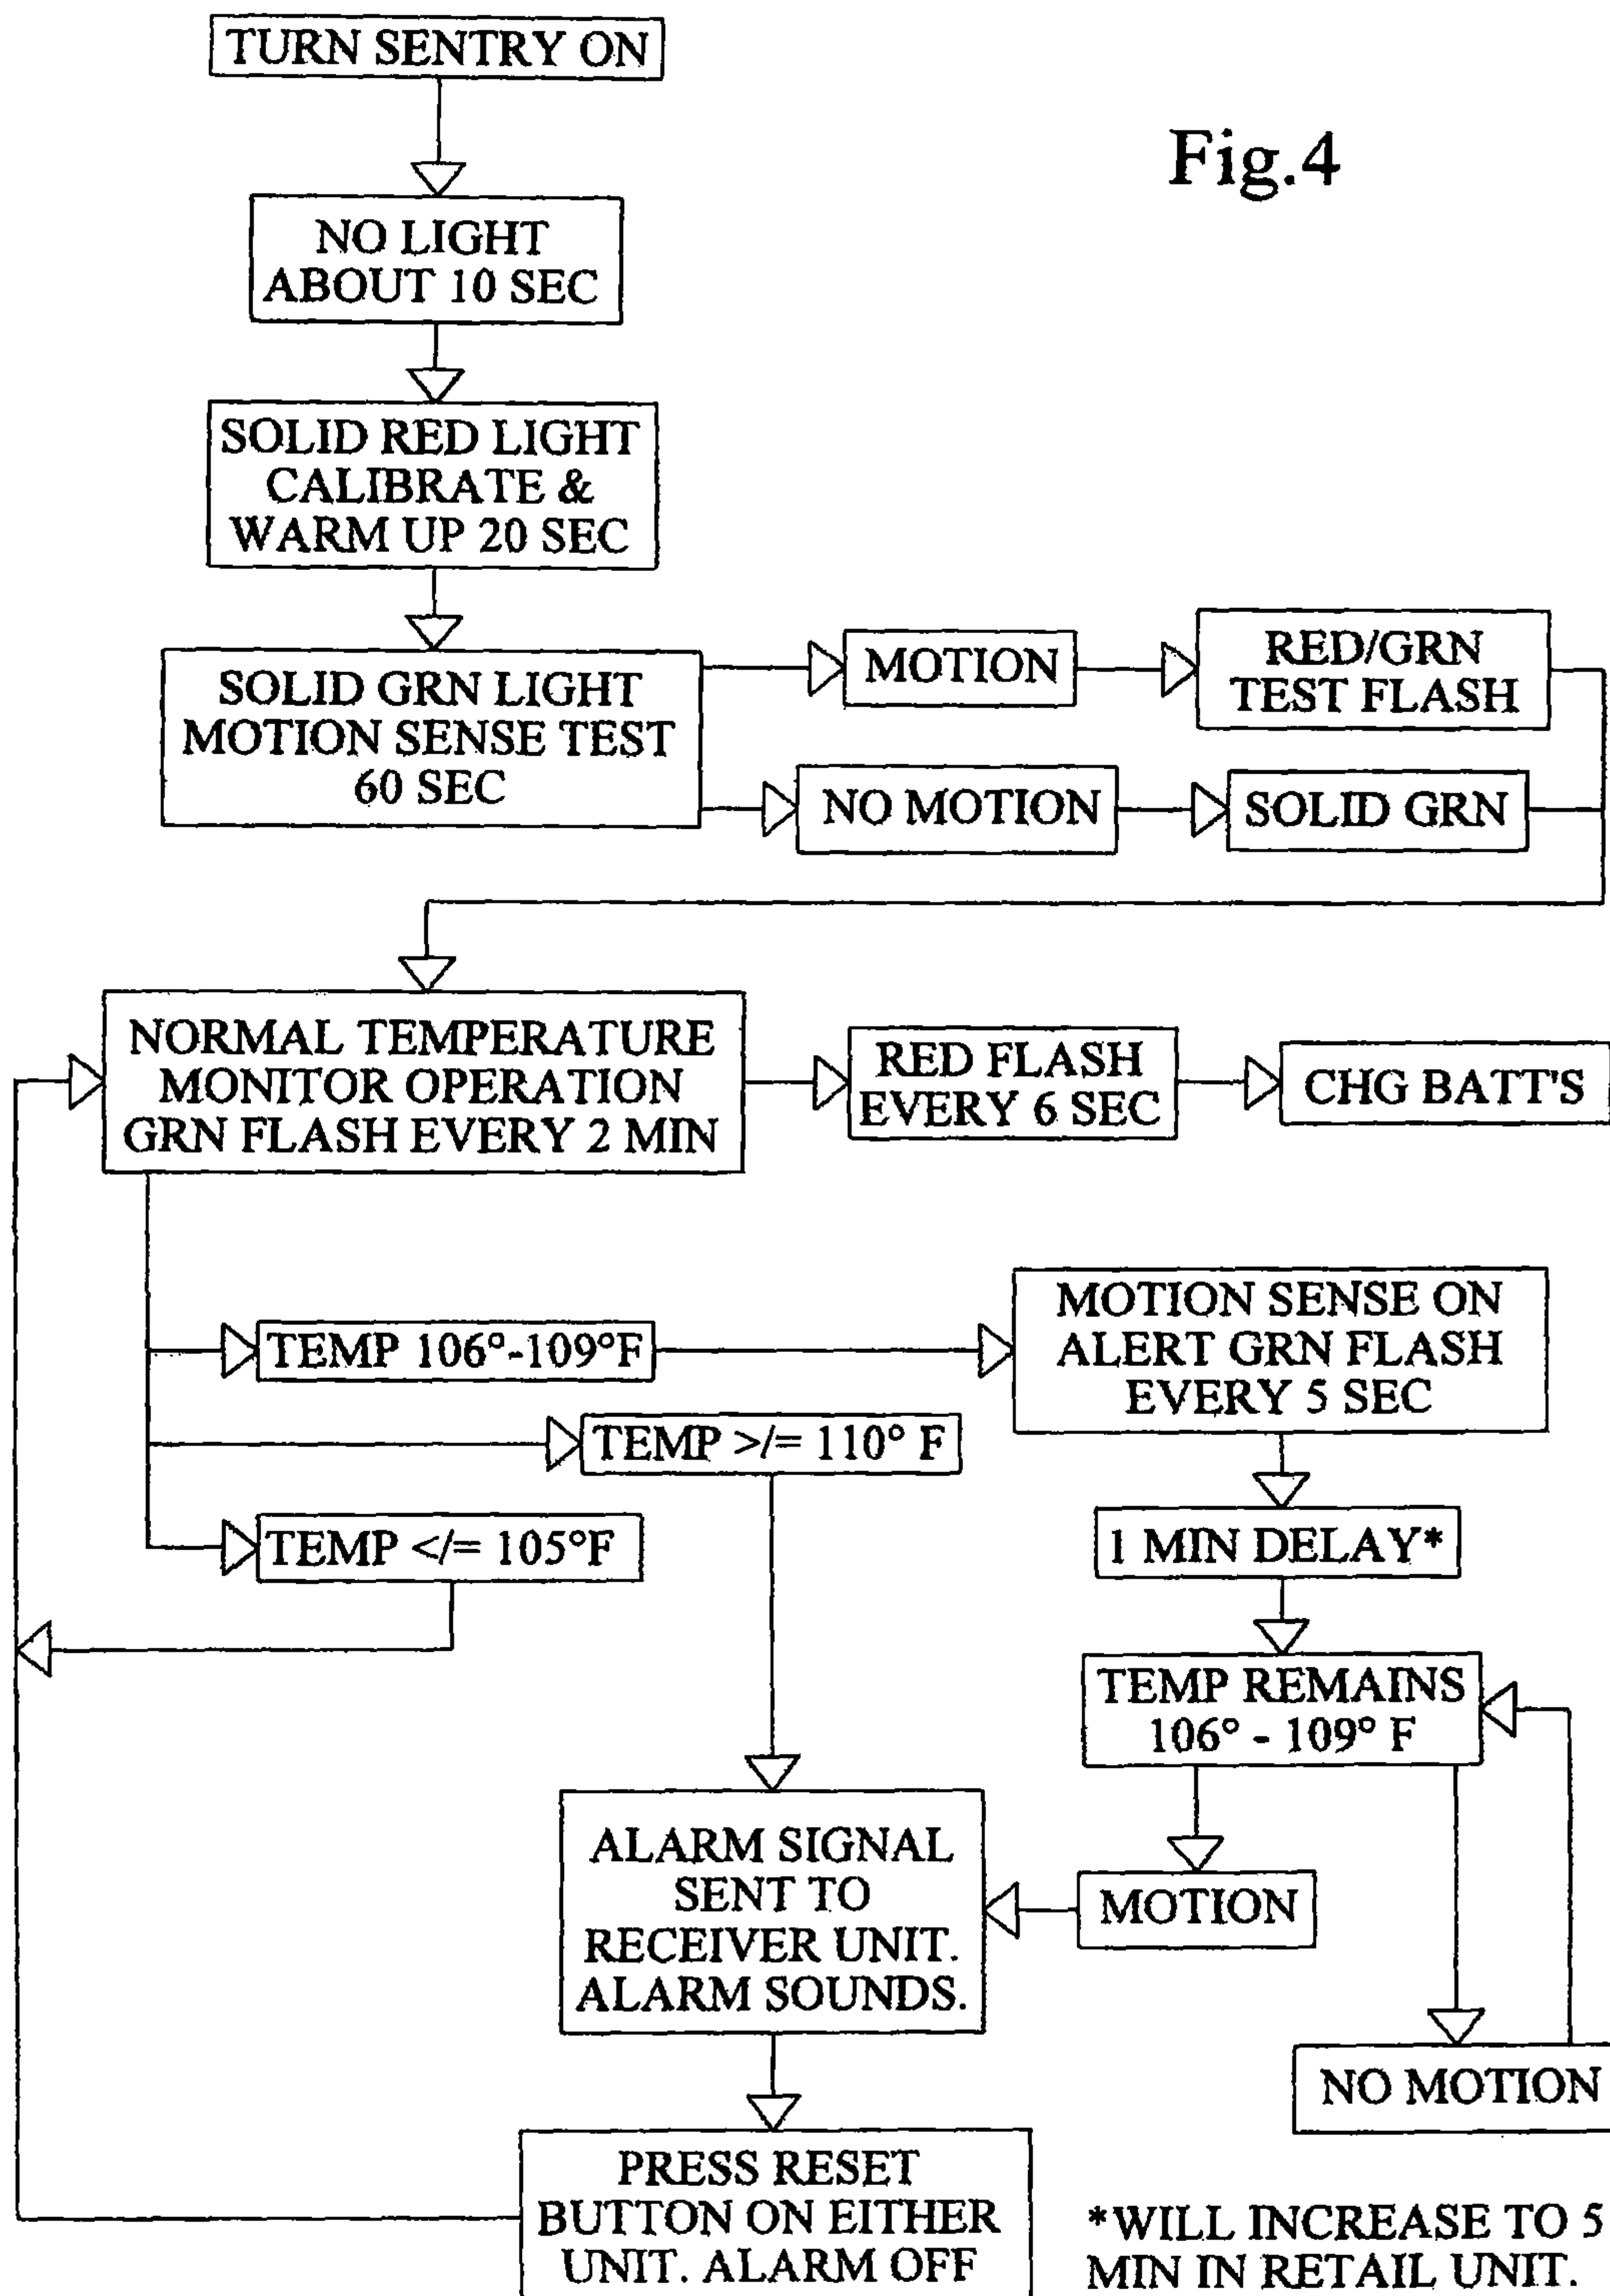 TURN SENTRY ON
Fig.4
NO LIGHT
ABOUT 10 SEC
SOLID RED LIGHT
CALIBRATE &
WARM UP 20 SEC
SOLID GRN LIGHT
MOTION SENSE TEST
60 SEC
MOTION
RED/GRN
TEST FLASH
NO MOTION
SOLID GRN
NORMAL TEMPERATURE
MONITOR OPERATION
GRN FLASH EVERY 2 MIN
RED FLASH
EVERY 6 SEC
CHG BATT'S
TEMP 106°-109°F
MOTION SENSE ON
ALERT GRN FLASH
EVERY 5 SEC
TEMP >/= 110° F
TEMP </= 105°F
1 MIN DELAY*
TEMP REMAINS
106° - 109° F
ALARM SIGNAL
SENT TO
RECEIVER UNIT.
ALARM SOUNDS.
MOTION
NO MOTION
PRESS RESET
BUTTON ON EITHER
UNIT. ALARM OFF
*WILL INCREASE TO 5
MIN IN RETAIL UNIT.